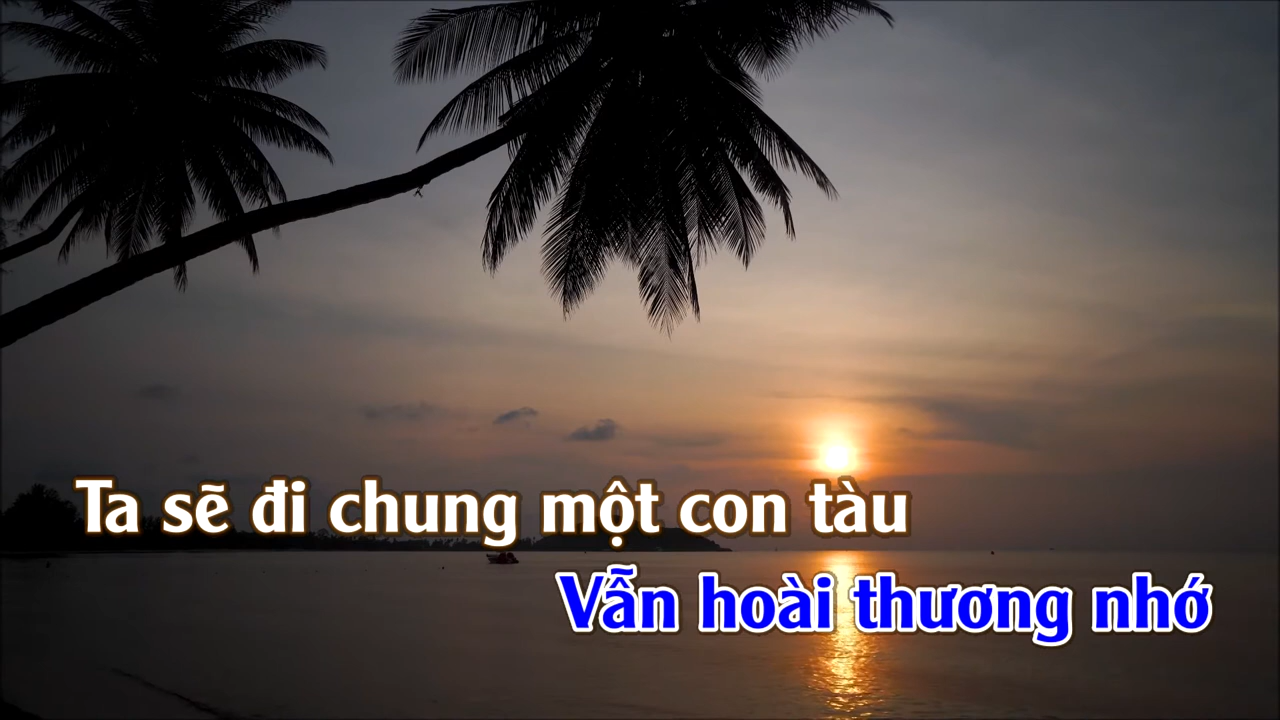 Ta sẽ đi chung một con tàu
Vẫn hoài thương nhớ